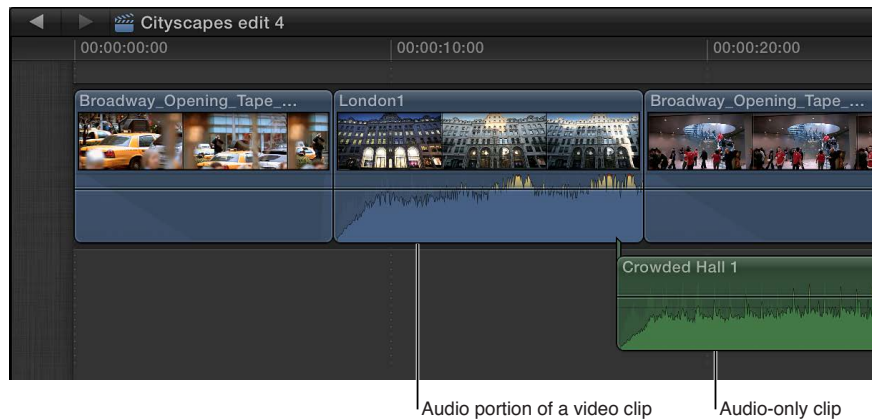 Cityscapes edit 4
00:00:00:00 00:00:10:00 00:00:20:00
Broadway_Opening_Tape_... London1 Broadway_Opening_Tape_...
Crowded Hall 1
Audio portion of a video clip Audio-only clip